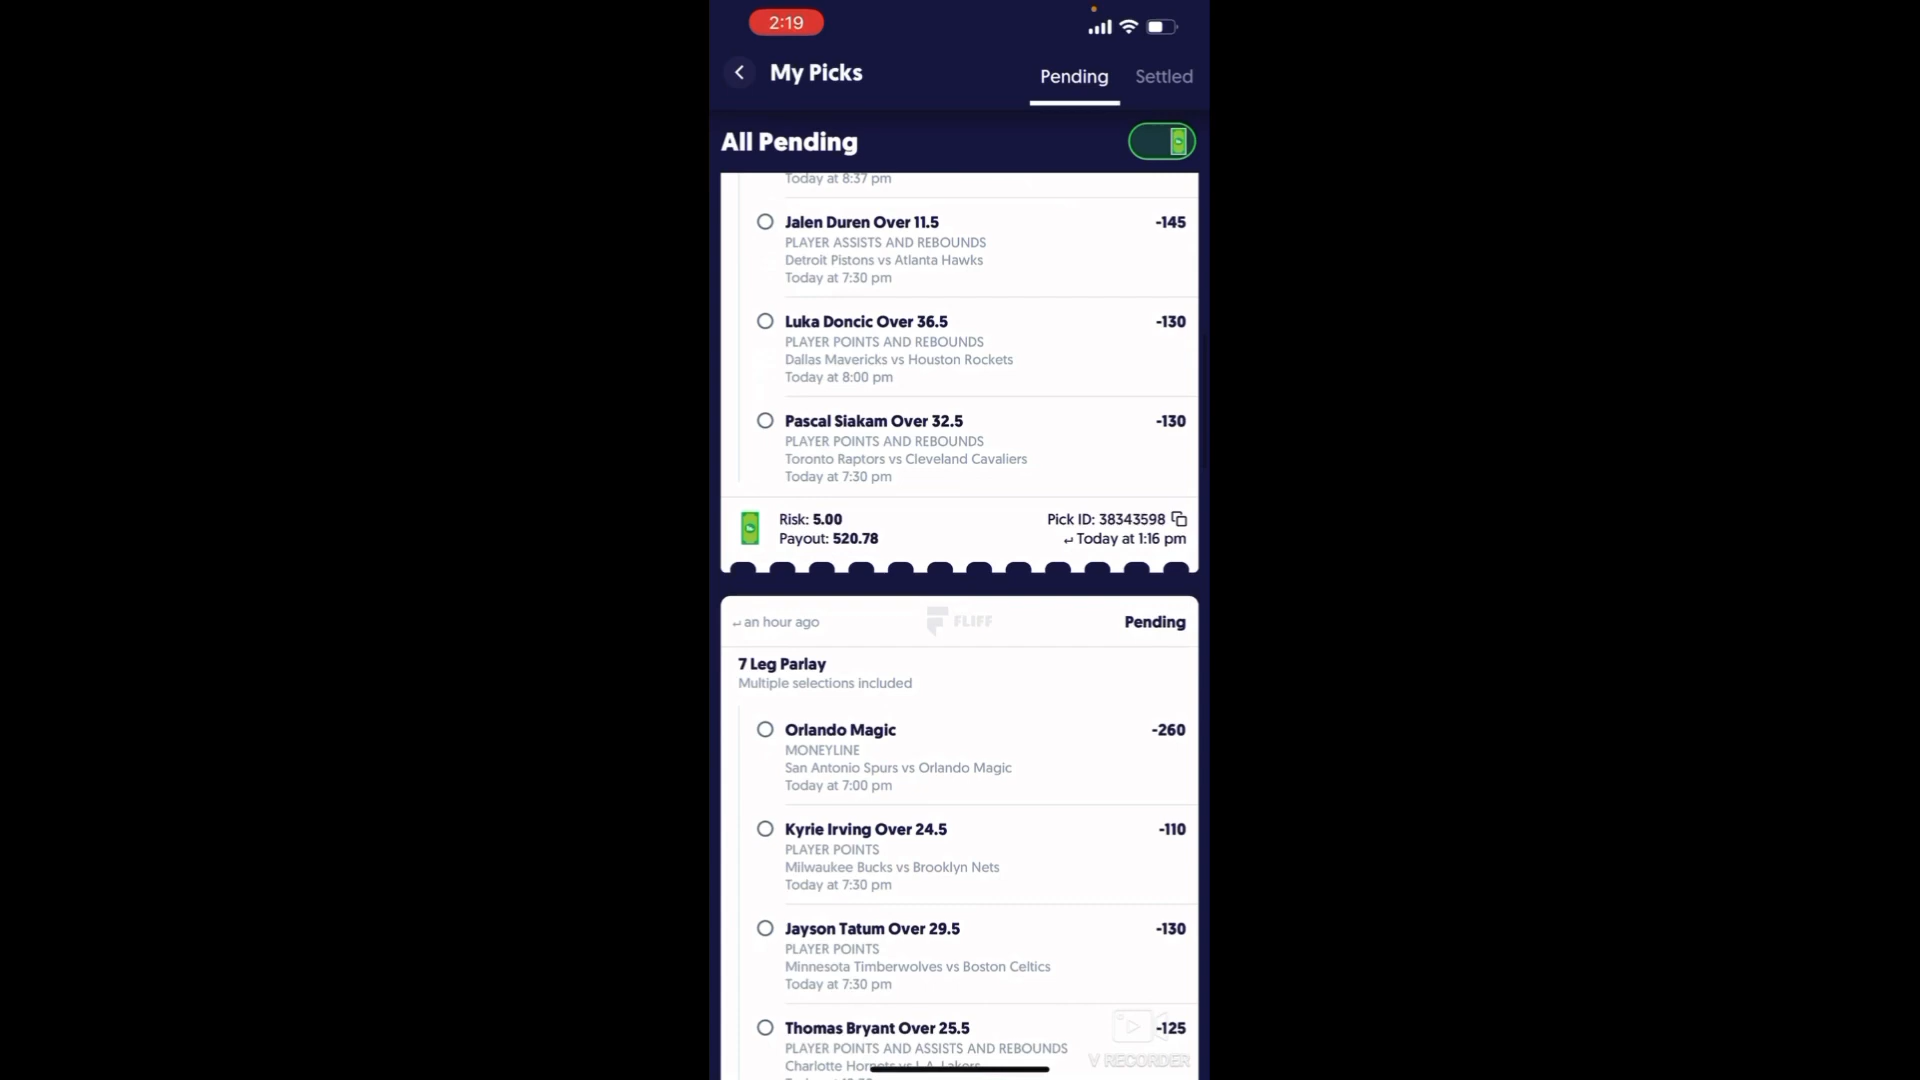 2:19
My Picks
Pending
Settled
All Pending
Today at 8:37 pm
Jalen Duren Over 11.5
-145
PLAYER ASSISTS AND REBOUNDS
Detroit Pistons vs Atlanta Hawks
Today at 7:30 pm
Luka Doncic Over 36.5
-130
PLAYER POINTS AND REBOUNDS
Dallas Mavericks vs Houston Rockets
Today at 8:00 pm
Pascal Siakam Over 32.5
-130
PLAYER POINTS AND REBOUNDS
Toronto Raptors vs Cleveland Cavaliers
Today at 7:30 pm
Risk: 5.00
Pick ID: 38343598
Payout: 520.78
Today at 1:16 pm
an hour ago
FLIFF
Pending
7 Leg Parlay
Multiple selections included
Orlando Magic
-260
MONEYLINE
San Antonio Spurs vs Orlando Magic
Today at 7:00 pm
Kyrie Irving Over 24.5
-110
PLAYER POINTS
Milwaukee Bucks vs Brooklyn Nets
Today at 7:30 pm
Jayson Tatum Over 29.5
-130
PLAYER POINTS
Minnesota Timberwolves vs Boston Celtics
Today at 7:30 pm
Thomas Bryant Over 25.5
-125
PLAYER POINTS AND ASSISTS AND REBOUNDS
V RECORDER
Charlotte Hornets vs L.A. Lakers